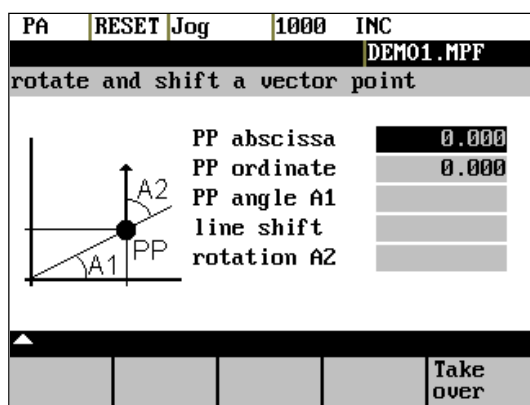 PA RESET Jog 1000 INC
DEMO1.MPF
rotate and shift a vector point
PP abscissa 0.000
PP ordinate 0.000
PP angle A1
line shift
rotation A2
A2
PP
A1
Take
over